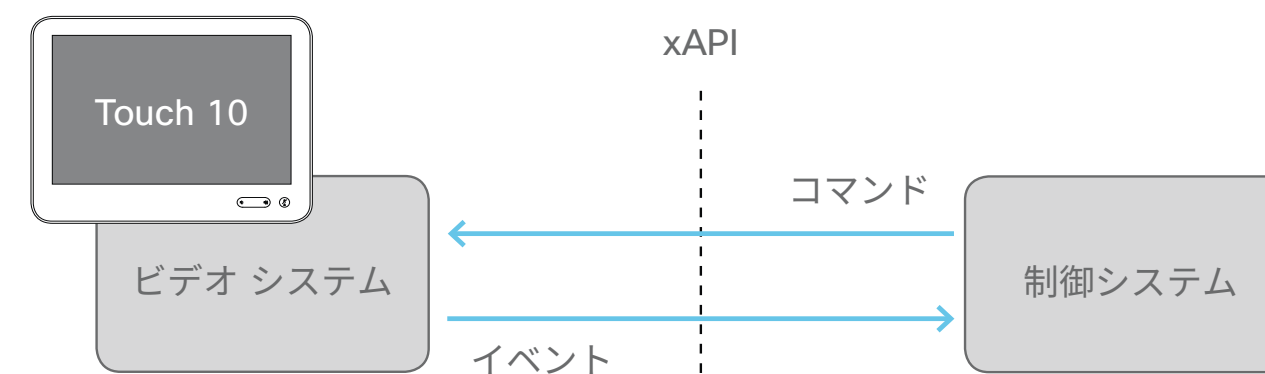 xAPI
Touch 10
コマンド
ビデオ システム
制御システム
イベント